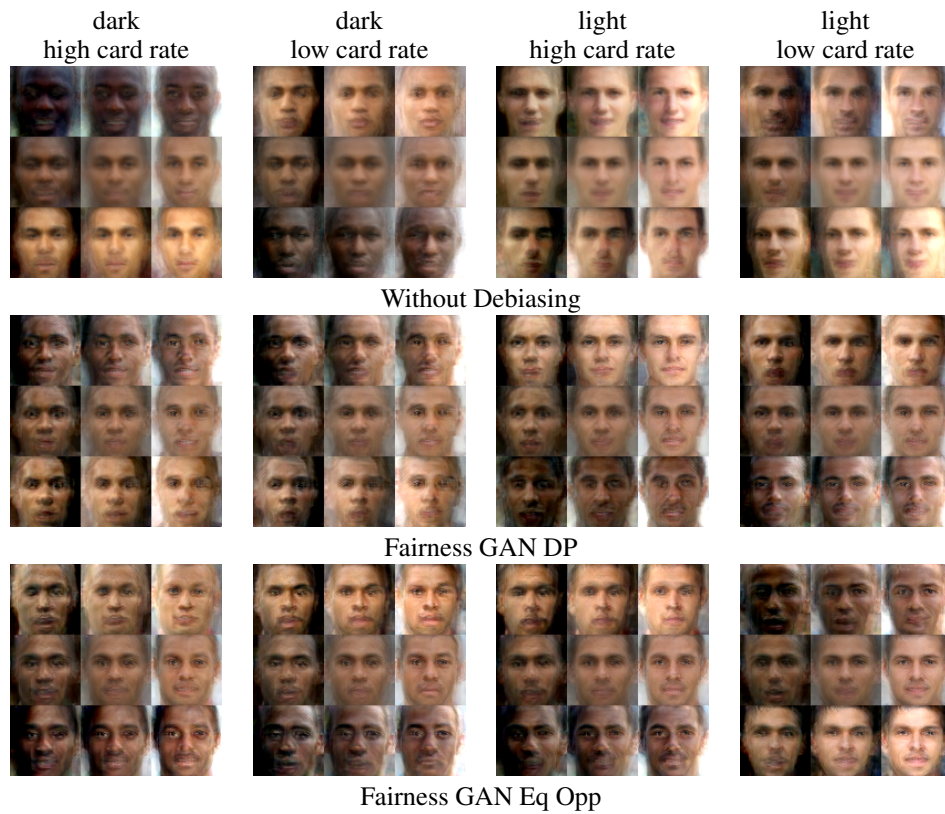 dark
high card rate
dark
low card rate
light
high card rate
light
low card rate
Without Debiasing
Fairness GAN DP
Fairness GAN Eq Opp